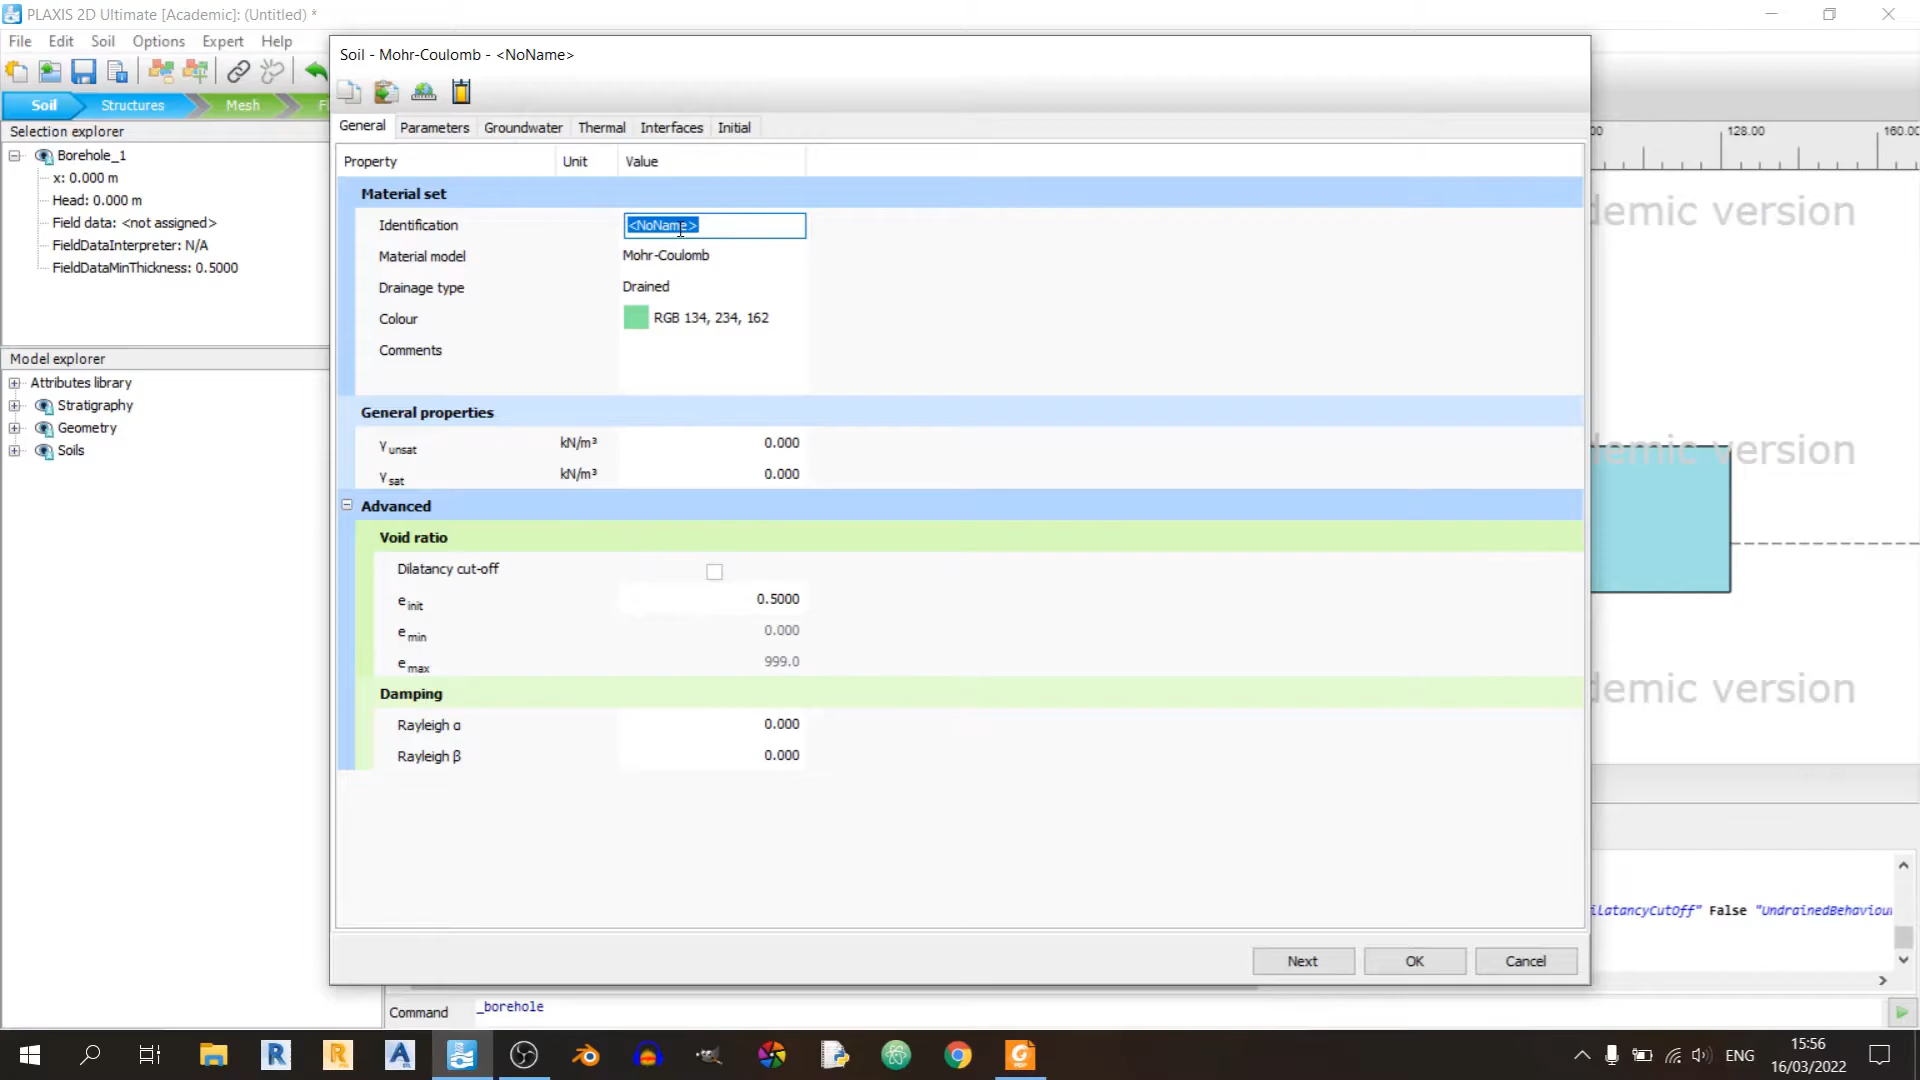 PLAXIS 2D Ultimate [Academic]: (Untitled) *
File Edit Soil Options Expert Help
Soil Structures Mesh
Selection explorer
Borehole_1
x: 0.000 m
Head: 0.000 m
Field data: <not assigned>
FieldDataInterpreter: N/A
FieldDataMinThickness: 0.5000
Model explorer
Attributes library
Stratigraphy
Geometry
Soils
Soil - Mohr-Coulomb - <NoName>
General Parameters Groundwater Thermal Interfaces Initial
Property Unit Value
Material set
Identification <NoName>
Material model Mohr-Coulomb
Drainage type Drained
Colour RGB 134, 234, 162
Comments
General properties
γ unsat kN/m³ 0.000
γ sat kN/m³ 0.000
Advanced
Void ratio
Dilatancy cut-off
e init 0.5000
e min 0.000
e max 999.0
Damping
Rayleigh α 0.000
Rayleigh β 0.000
Next OK Cancel
128.00 160.00
demic version
demic version
demic version
ilatancyCutOff" False "UndrainedBehaviour
Command _borehole
ENG
15:56
16/03/2022